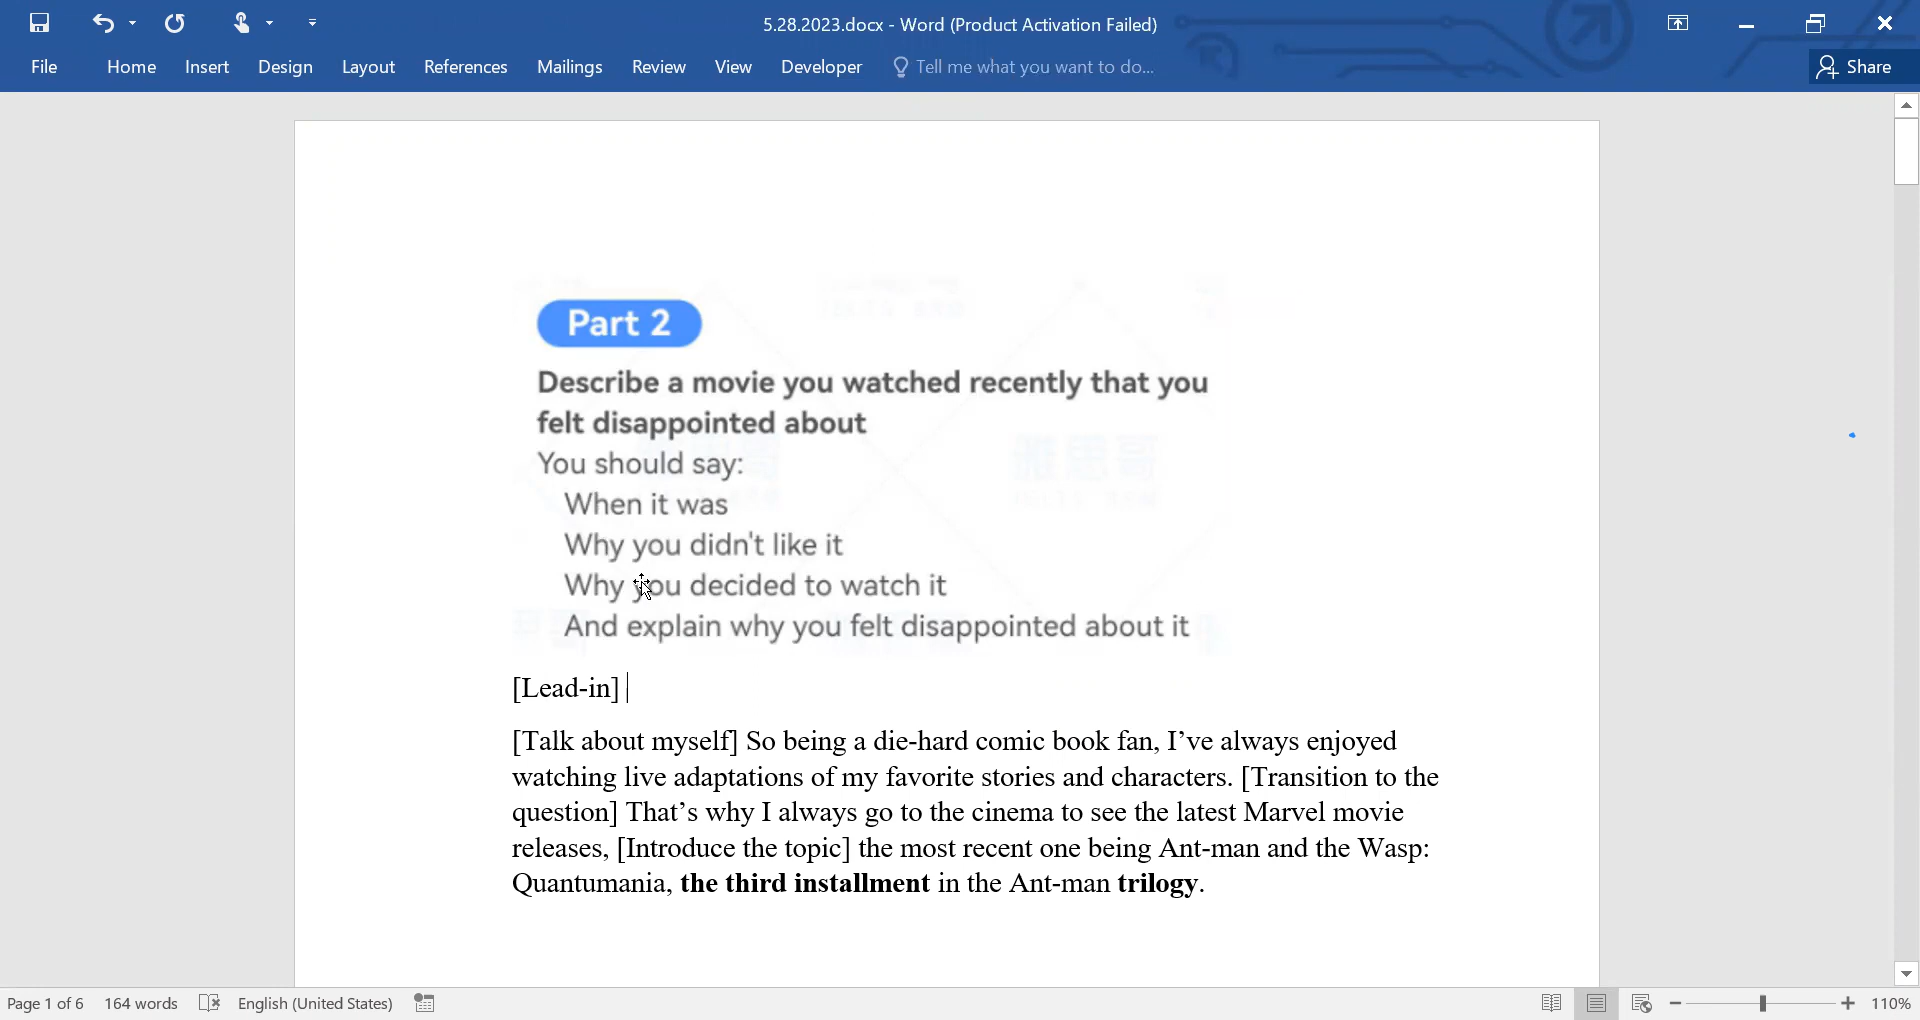 5.28.2023.docx - Word (Product Activation Failed)
File Home Insert Design Layout References Mailings Review View Developer Tell me what you want to do... Share
Part 2
Describe a movie you watched recently that you
felt disappointed about
You should say:
When it was
Why you didn't like it
Why you decided to watch it
And explain why you felt disappointed about it
雅思哥
[Lead-in]
[Talk about myself] So being a die-hard comic book fan, I’ve always enjoyed
watching live adaptations of my favorite stories and characters. [Transition to the
question] That’s why I always go to the cinema to see the latest Marvel movie
releases, [Introduce the topic] the most recent one being Ant-man and the Wasp:
Quantumania, the third installment in the Ant-man trilogy.
Page 1 of 6 164 words English (United States) 110%